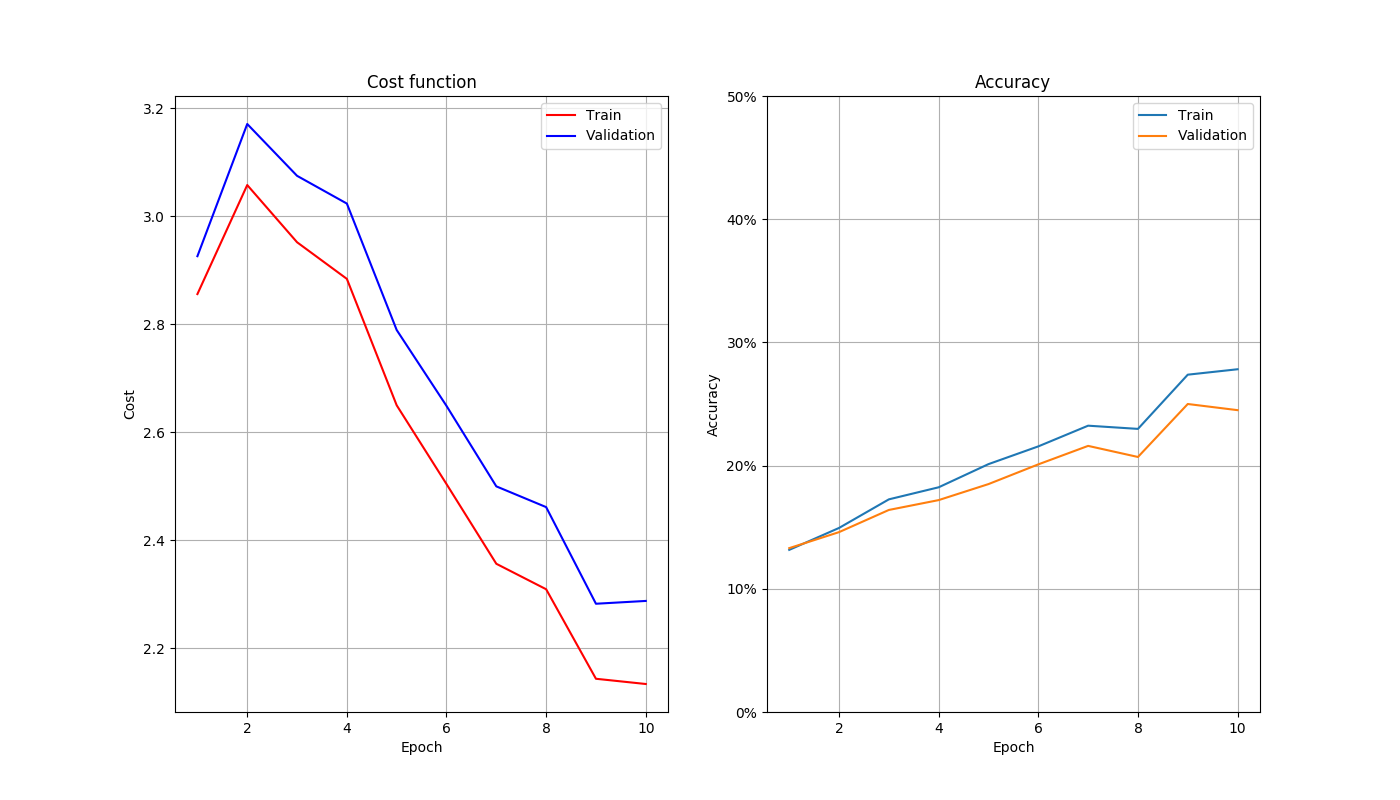 Cost function
Train
Validation
3.2
3.0
2.8
2.6
2.4
2.2
Cost
2 4 6 8 10
Epoch
Accuracy
Train
Validation
50%
40%
30%
20%
10%
0%
Accuracy
2 4 6 8 10
Epoch